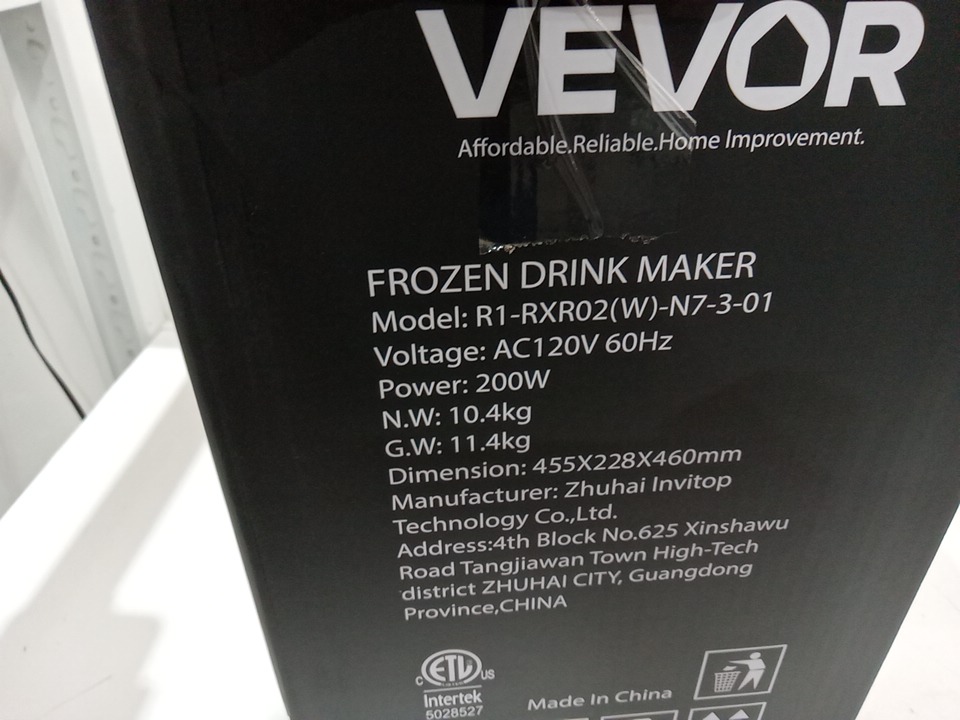 VEVOR
Affordable.Reliable.Home Improvement.
FROZEN DRINK MAKER
Model: R1-RXR02(W)-N7-3-01
Voltage: AC120V 60Hz
Power: 200W
N.W: 10.4kg
G.W: 11.4kg
Dimension: 455X228X460mm
Manufacturer: Zhuhai Invitop
Technology Co.,Ltd.
Address:4th Block No.625 Xinshawu
Road Tangjiawan Town High-Tech
district ZHUHAI CITY, Guangdong
Province,CHINA
C ETL US
Intertek
5028527
Made In China